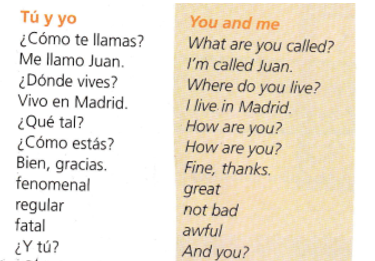 Tú y yo
¿Cómo te llamas?
Me llamo Juan.
¿Dónde vives?
Vivo en Madrid.
¿Qué tal?
¿Cómo estás?
Bien, gracias.
fenomenal
regular
fatal
¿Y tú?
You and me
What are you called?
I'm called Juan.
Where do you live?
I live in Madrid.
How are you?
How are you?
Fine, thanks.
great
not bad
awful
And you?